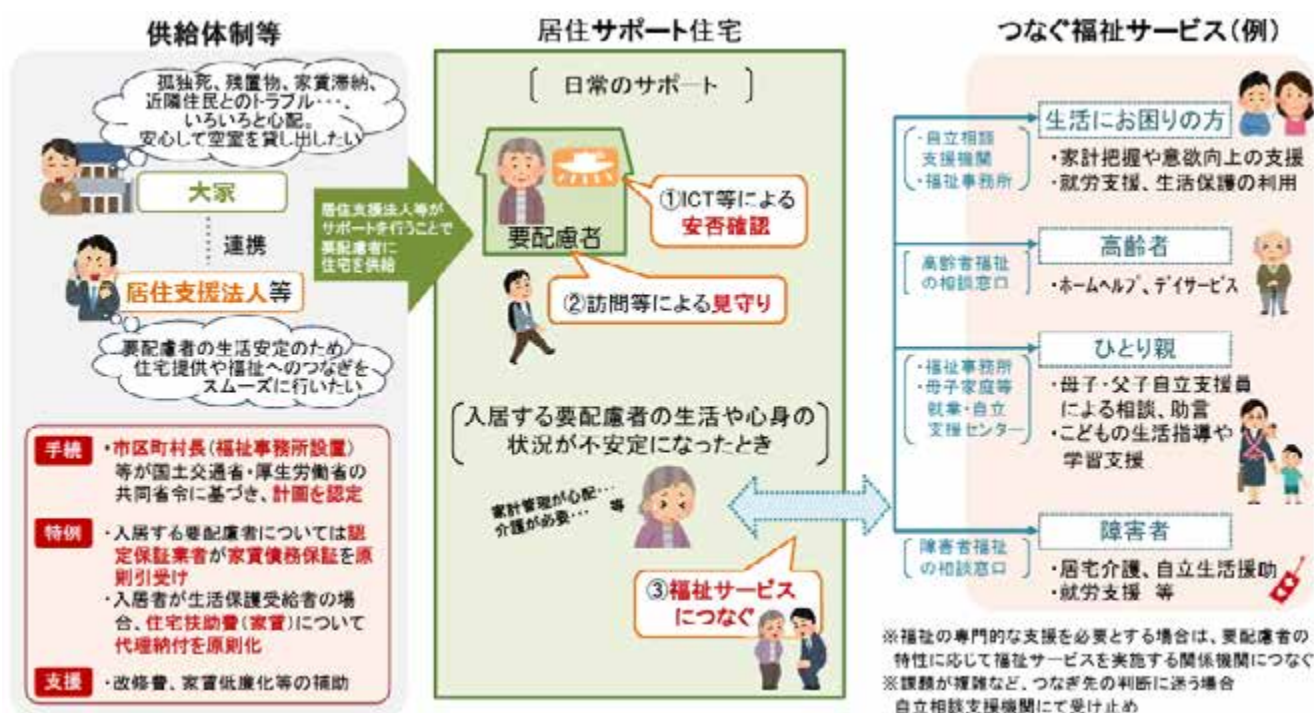 供給体制等
孤独死、残置物、家賃滞納、
近隣住民とのトラブル･･･、
いろいろと心配。
安心して空室を貸し出したい
大家
連携
居住支援法人等
要配慮者の生活安定のため
住宅提供や福祉へのつなぎを
スムーズに行いたい
手続
・市区町村長(福祉事務所設置)
等が国土交通省・厚生労働省の
共同省令に基づき、計画を認定
特例
・入居する要配慮者については認
定保証業者が家賃債務保証を原
則引受け
・入居者が生活保護受給者の場
合、住宅扶助費(家賃)について
代理納付を原則化
支援
・改修費、家賃低廉化等の補助
居住支援法人等が
サポートを行うことで
要配慮者に
住宅を供給
居住サポート住宅
〔 日常のサポート 〕
要配慮者
①ICT等による
安否確認
②訪問等による見守り
〔入居する要配慮者の生活や心身の
状況が不安定になったとき〕
家計管理が心配･･･
介護が必要･･･ 等
③福祉サービス
につなぐ
つなぐ福祉サービス(例)
・自立相談
支援機関
・福祉事務所
生活にお困りの方
・家計把握や意欲向上の支援
・就労支援、生活保護の利用
高齢者福祉
の相談窓口
高齢者
・ホームヘルプ、デイサービス
・福祉事務所
・母子家庭等
就業・自立
支援センター
ひとり親
・母子・父子自立支援員
による相談、助言
・こどもの生活指導や
学習支援
障害者福祉
の相談窓口
障害者
・居宅介護、自立生活援助
・就労支援 等
※福祉の専門的な支援を必要とする場合は、要配慮者の
特性に応じて福祉サービスを実施する関係機関につなぐ
※課題が複雑など、つなぎ先の判断に迷う場合
自立相談支援機関にて受け止め